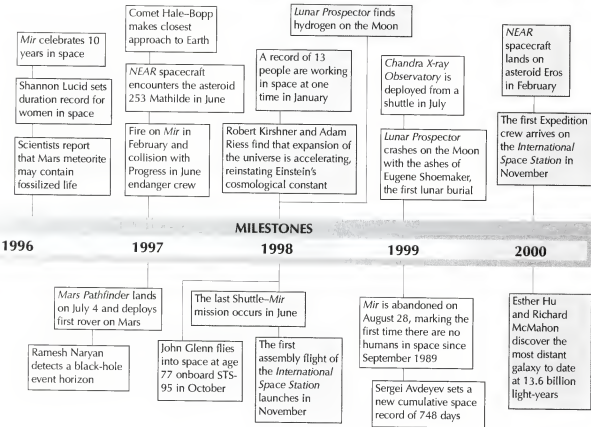 Mir celebrates 10
years in space
Shannon Lucid sets
duration record for
women in space
Scientists report
that Mars meteorite
may contain
fossilized life
Comet Hale–Bopp
makes closest
approach to Earth
NEAR spacecraft
encounters the asteroid
253 Mathilde in June
Fire on Mir in
February and
collision with
Progress in June
endanger crew
Lunar Prospector finds
hydrogen on the Moon
A record of 13
people are working
in space at one
time in January
Robert Kirshner and Adam
Riess find that expansion of
the universe is accelerating,
reinstating Einstein's
cosmological constant
Chandra X-ray
Observatory is
deployed from a
shuttle in July
Lunar Prospector
crashes on the Moon
with the ashes of
Eugene Shoemaker,
the first lunar burial
NEAR
spacecraft
lands on
asteroid Eros
in February
The first Expedition
crew arrives on
the International
Space Station in
November
MILESTONES
1996 1997 1998 1999 2000
Mars Pathfinder lands
on July 4 and deploys
first rover on Mars
Ramesh Naryan
detects a black-hole
event horizon
The last Shuttle–Mir
mission occurs in June
John Glenn flies
into space at age
77 onboard STS-
95 in October
The first
assembly flight of
the International
Space Station
launches in
November
Mir is abandoned on
August 28, marking the
first time there are no
humans in space since
September 1989
Sergei Avdeyev sets a
new cumulative space
record of 748 days
Esther Hu
and Richard
McMahon
discover the
most distant
galaxy to date
at 13.6 billion
light-years